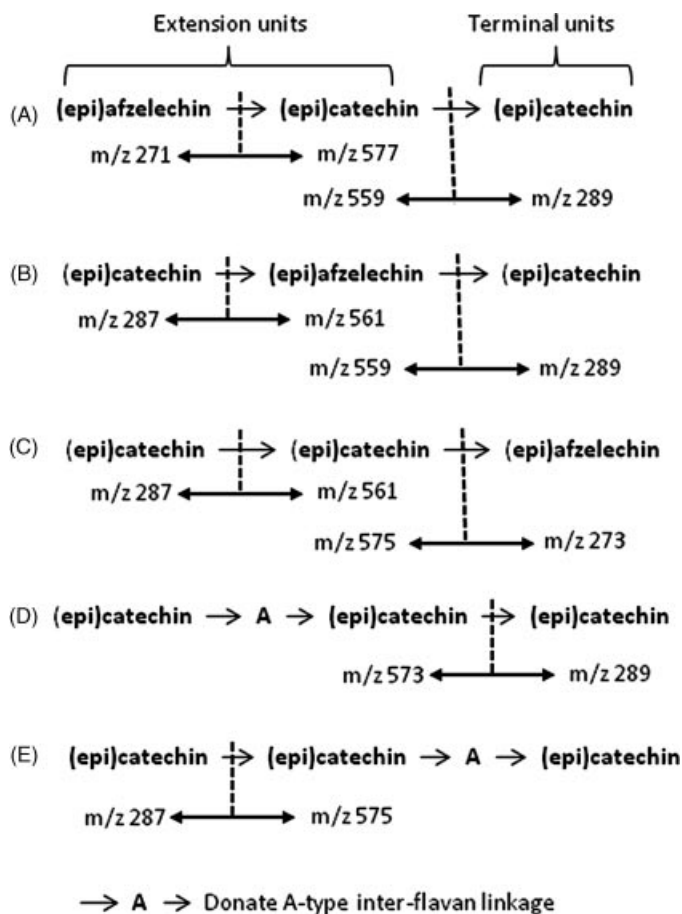 Extension units Terminal units
(A) (epi)afzelechin → (epi)catechin → (epi)catechin
m/z 271 m/z 577
m/z 559 m/z 289
(B) (epi)catechin → (epi)afzelechin → (epi)catechin
m/z 287 m/z 561
m/z 559 m/z 289
(C) (epi)catechin → (epi)catechin → (epi)afzelechin
m/z 287 m/z 561
m/z 575 m/z 273
(D) (epi)catechin → A → (epi)catechin → (epi)catechin
m/z 573 m/z 289
(E) (epi)catechin → (epi)catechin → A → (epi)catechin
m/z 287 m/z 575
→ A → Donate A-type inter-flavan linkage